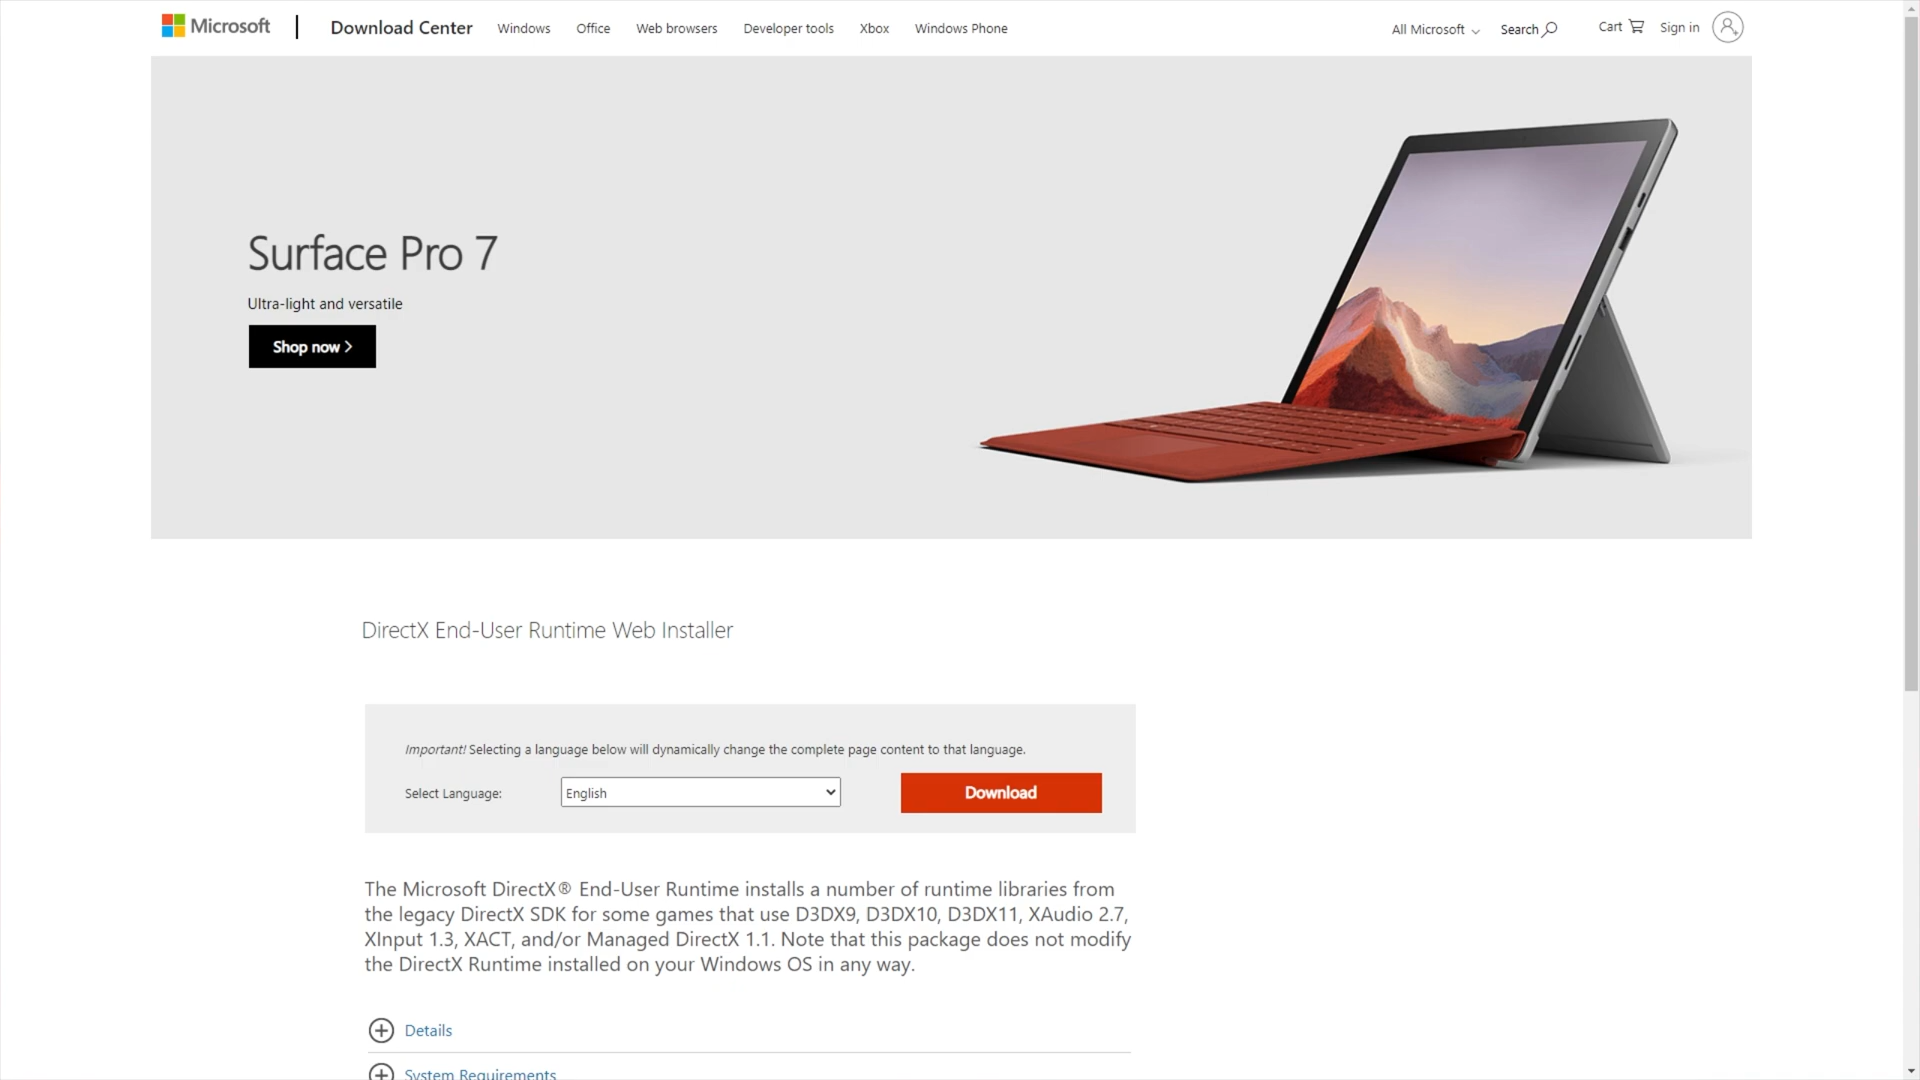 Microsoft
Download Center
Windows
Office
Web browsers
Developer tools
Xbox
Windows Phone
All Microsoft
Search
Cart
Sign in
Surface Pro 7
Ultra-light and versatile
Shop now
DirectX End-User Runtime Web Installer
Important! Selecting a language below will dynamically change the complete page content to that language.
Select Language:
English
Download
The Microsoft DirectX® End-User Runtime installs a number of runtime libraries from
the legacy DirectX SDK for some games that use D3DX9, D3DX10, D3DX11, XAudio 2.7,
XInput 1.3, XACT, and/or Managed DirectX 1.1. Note that this package does not modify
the DirectX Runtime installed on your Windows OS in any way.
Details
System Requirements